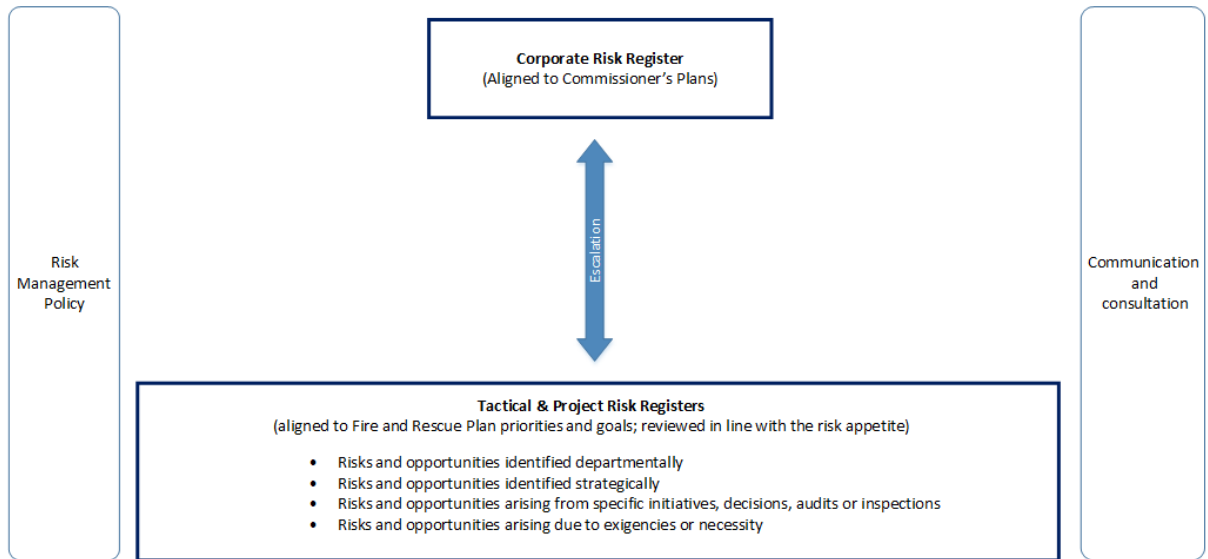 Corporate Risk Register
(Aligned to Commissioner's Plans)
Escalation
Risk
Management
Policy
Communication
and
consultation
Tactical & Project Risk Registers
(aligned to Fire and Rescue Plan priorities and goals; reviewed in line with the risk appetite)
• Risks and opportunities identified departmentally
• Risks and opportunities identified strategically
• Risks and opportunities arising from specific initiatives, decisions, audits or inspections
• Risks and opportunities arising due to exigencies or necessity